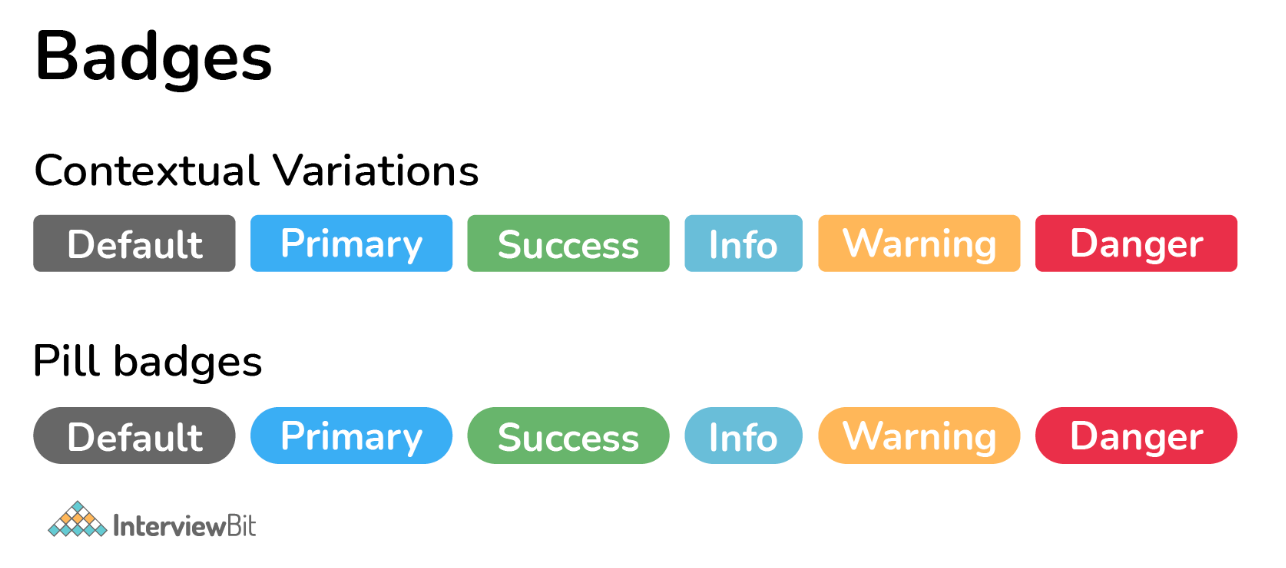 Badges
Contextual Variations
Default Primary Success Info Warning Danger
Pill badges
Default Primary Success Info Warning Danger
InterviewBit